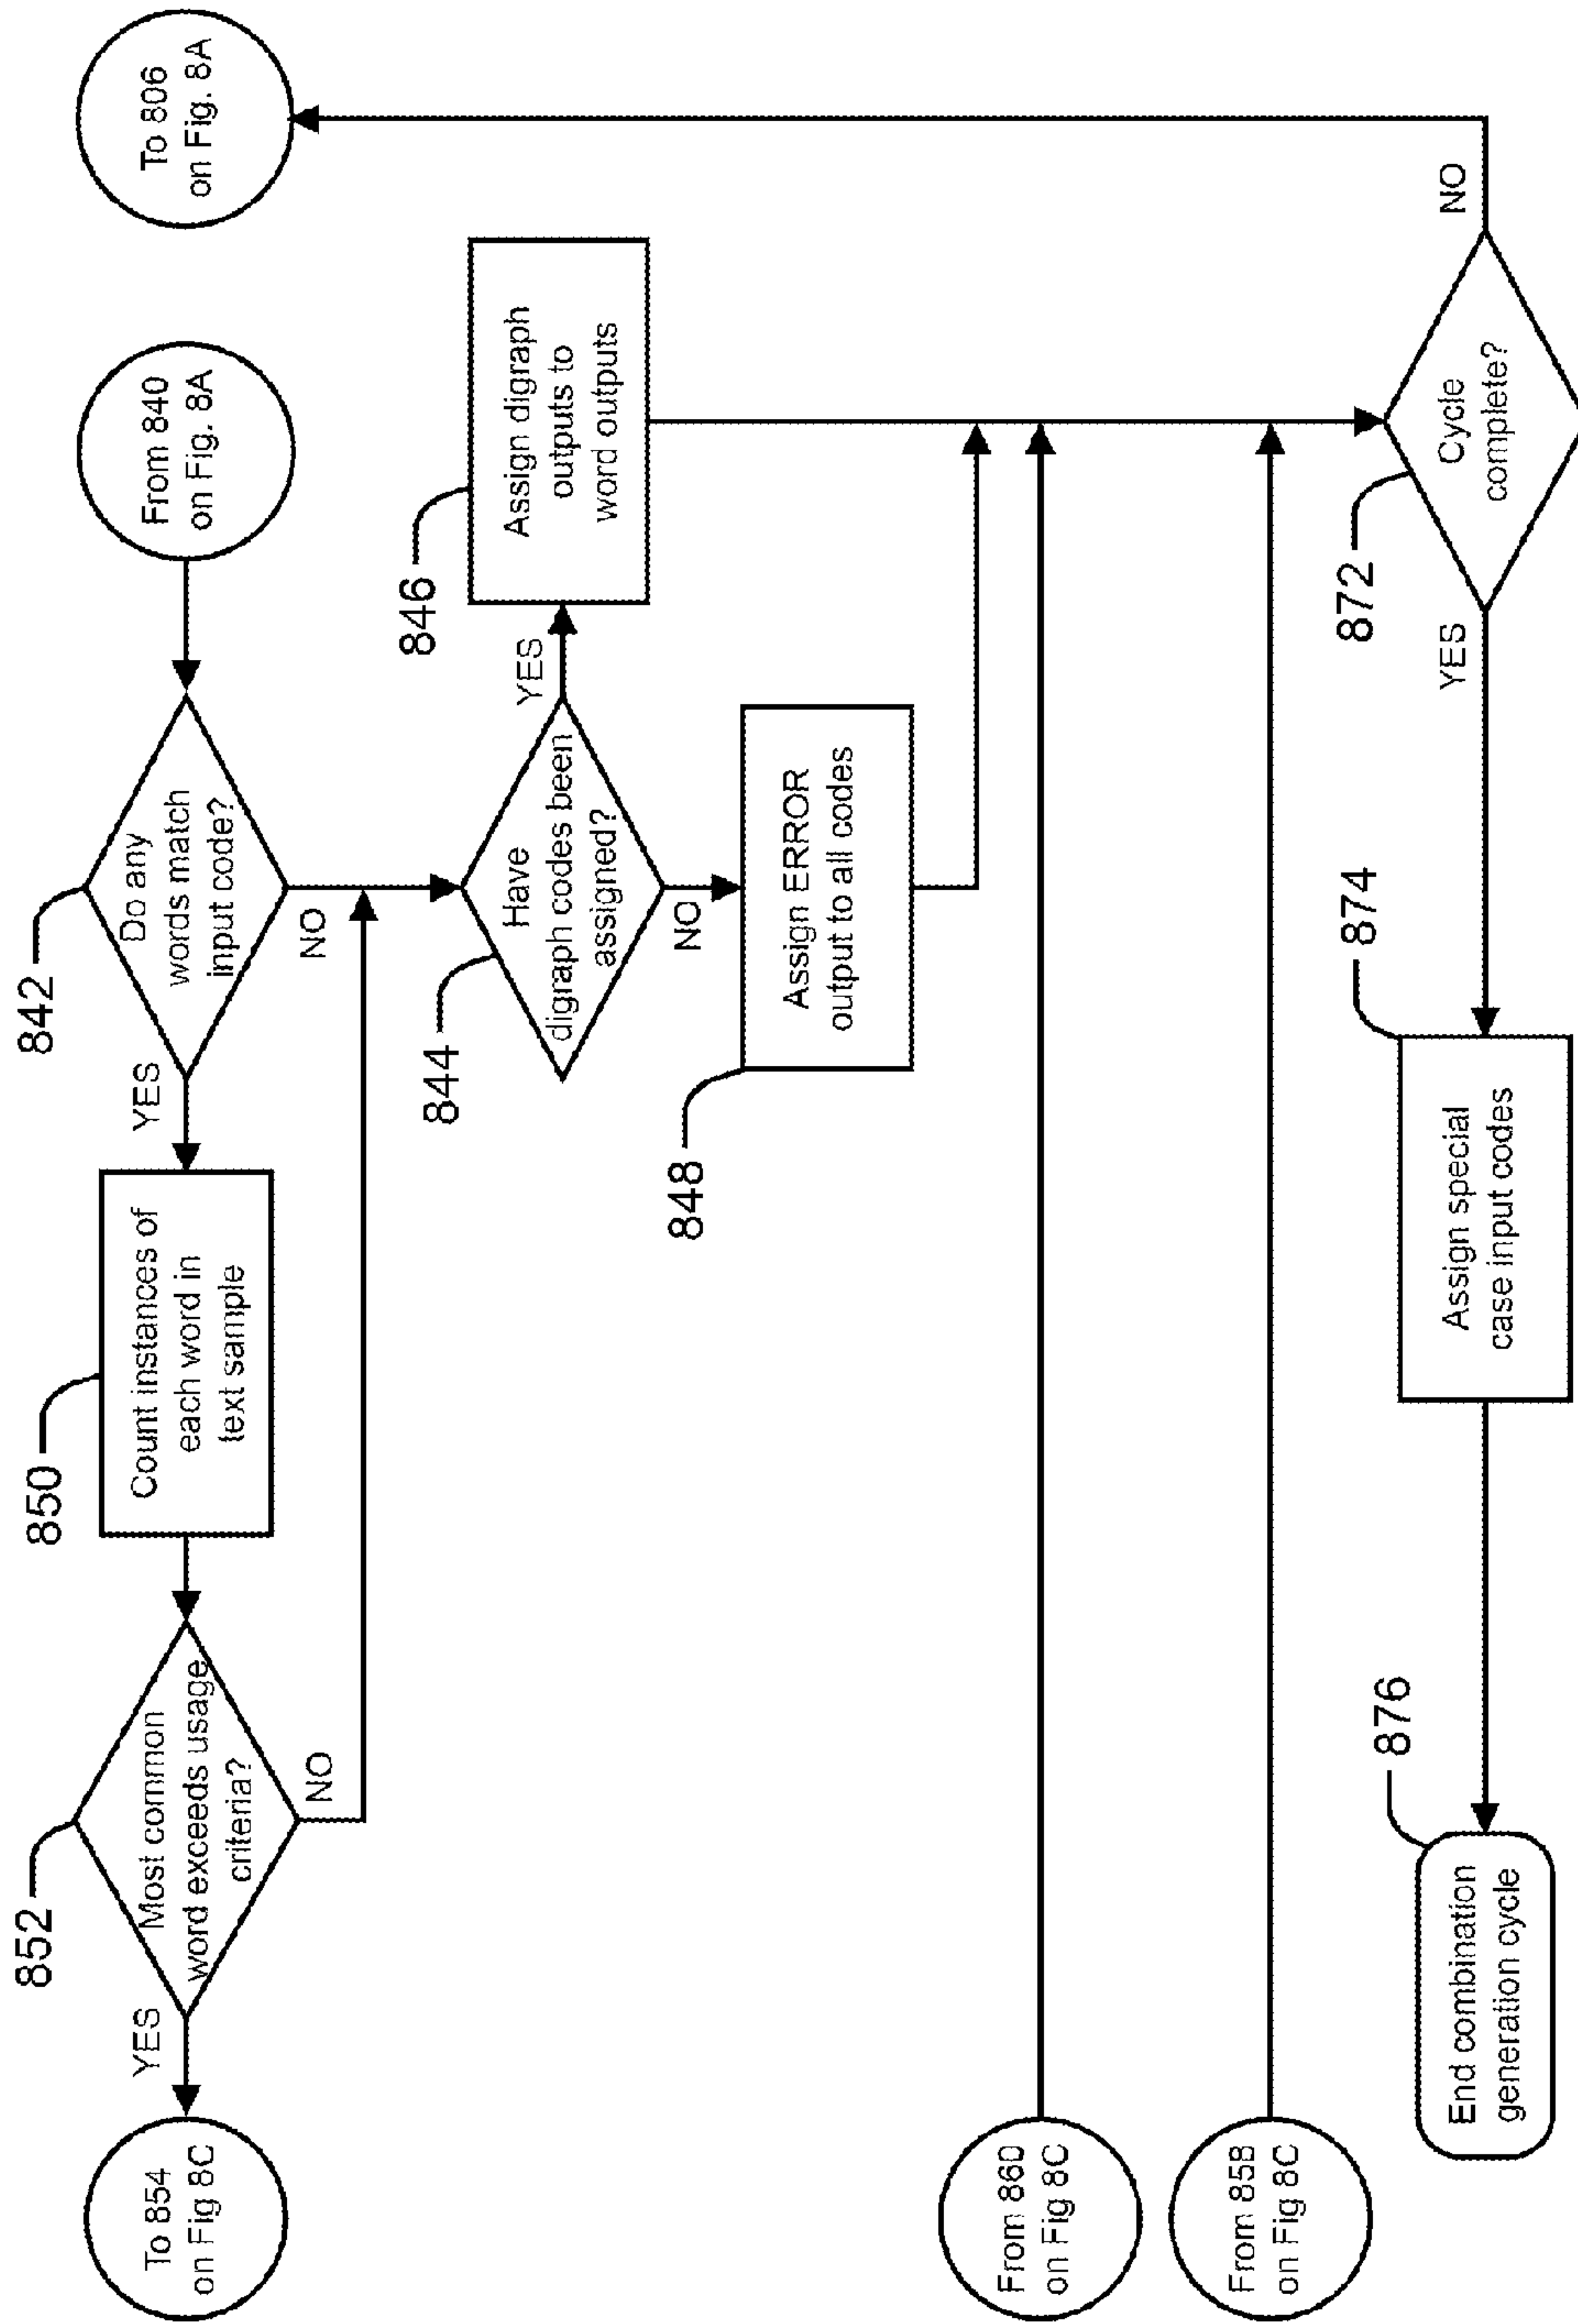 To 854
on Fig 8C
YES
852
Most common
word exceeds usage
criteria?
NO
850
Count instances of
each word in
text sample
YES
842
Do any
words match
input code?
NO
From 840
on Fig. 8A
To 806
on Fig. 8A
844
Have
digraph codes been
assigned?
YES
NO
846
Assign digraph
outputs to
word outputs
848
Assign ERROR
output to all codes
From 860
on Fig 8C
From 858
on Fig 8C
876
End combination
generation cycle
874
Assign special
case input codes
YES
872
Cycle
complete?
NO